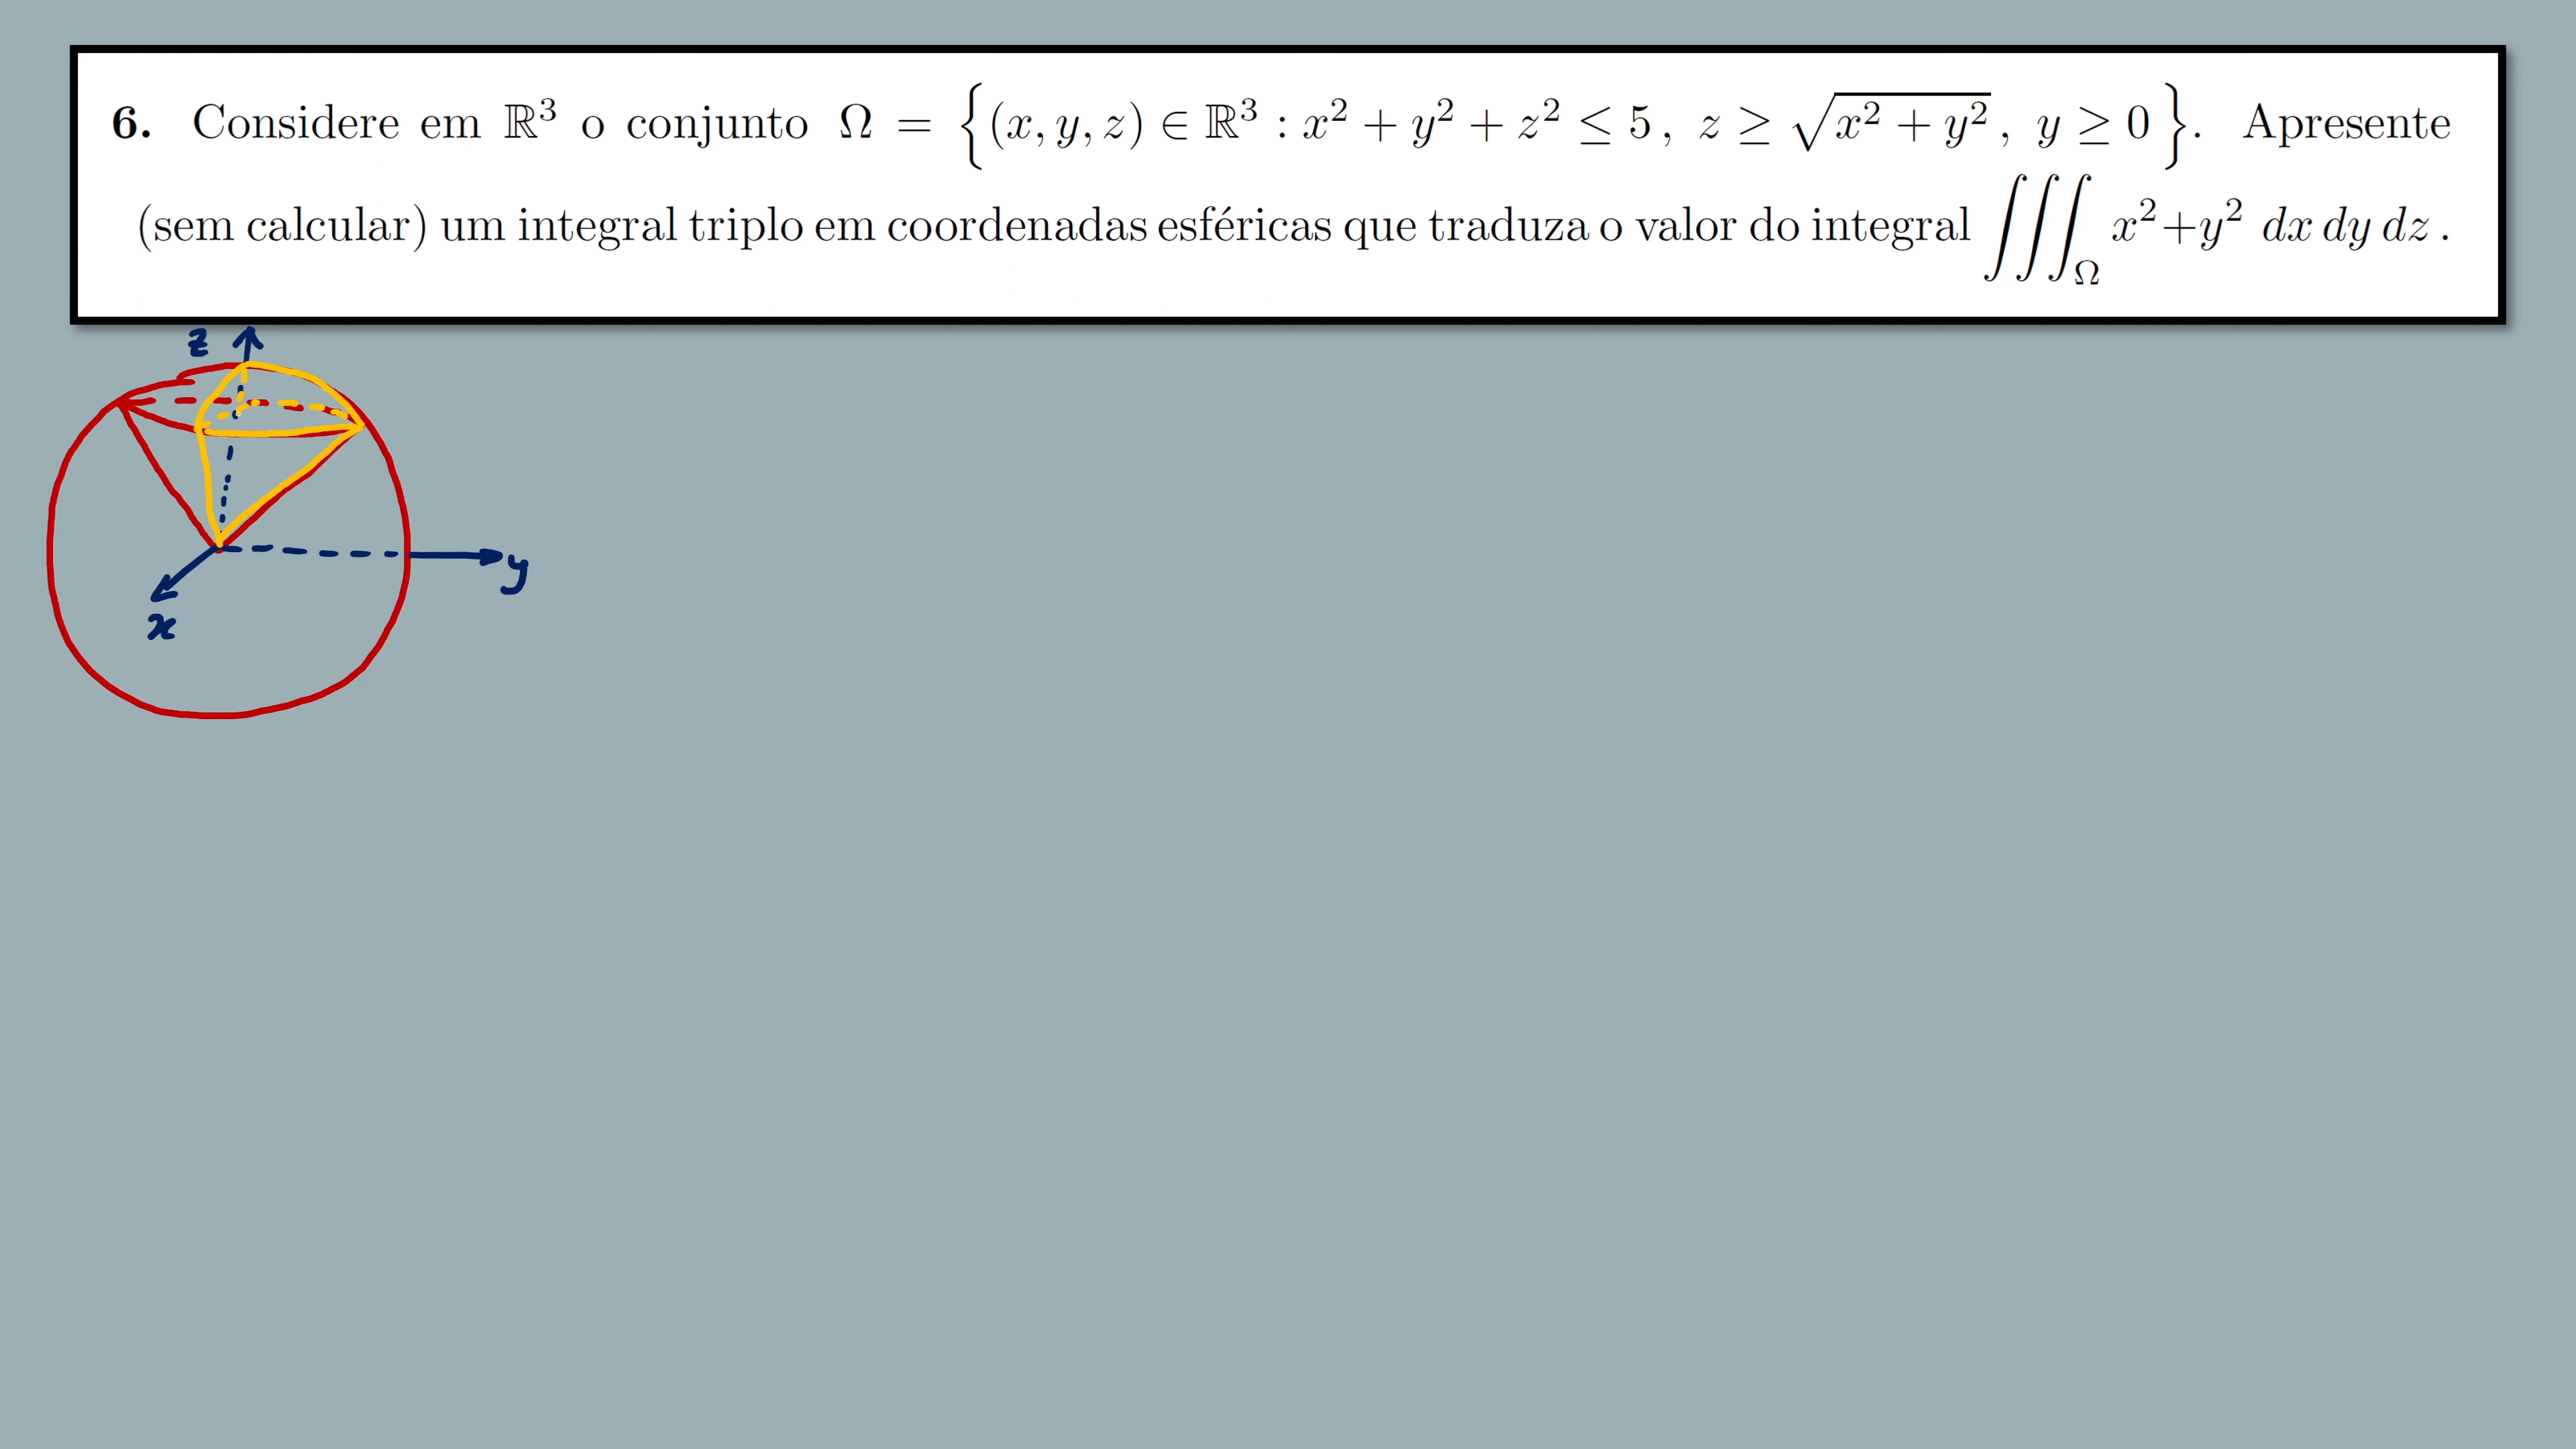 6. Considere em ℝ³ o conjunto Ω = {(x, y, z) ∈ ℝ³ : x² + y² + z² ≤ 5, z ≥ √(x² + y²), y ≥ 0}. Apresente
(sem calcular) um integral triplo em coordenadas esféricas que traduza o valor do integral ∭_Ω x²+y² dx dy dz.
z
y
x